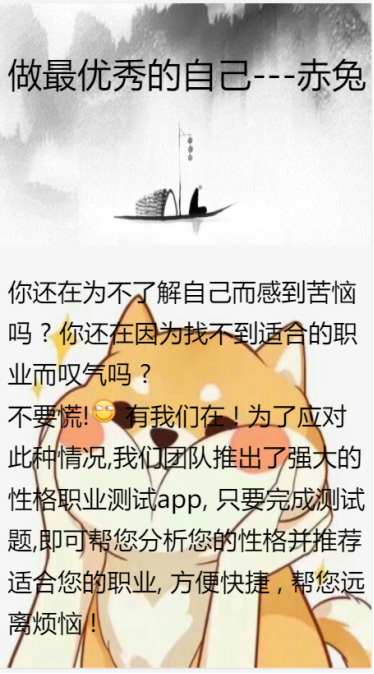 做最优秀的自己---赤兔
你还在为不了解自己而感到苦恼
吗？你还在因为找不到适合的职
业而叹气吗？
不要慌!😏 有我们在！为了应对
此种情况,我们团队推出了强大的
性格职业测试app, 只要完成测试
题,即可帮您分析您的性格并推荐
适合您的职业, 方便快捷，帮您远
离烦恼！